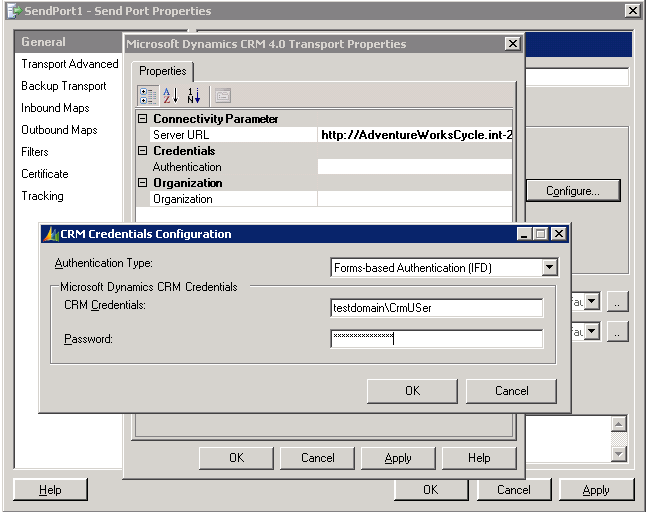 SendPort1 - Send Port Properties
General
Transport Advanced
Backup Transport
Inbound Maps
Outbound Maps
Filters
Certificate
Tracking
Microsoft Dynamics CRM 4.0 Transport Properties
Properties
Connectivity Parameter
Server URL http://AdventureWorksCycle.int-2
Credentials
Authentication
Organization
Organization
Configure...
CRM Credentials Configuration
Authentication Type: Forms-based Authentication (IFD)
Microsoft Dynamics CRM Credentials
CRM Credentials: testdomain\CrmUSer
Password: ***************
OK Cancel
OK Cancel Apply Help
Help OK Cancel Apply